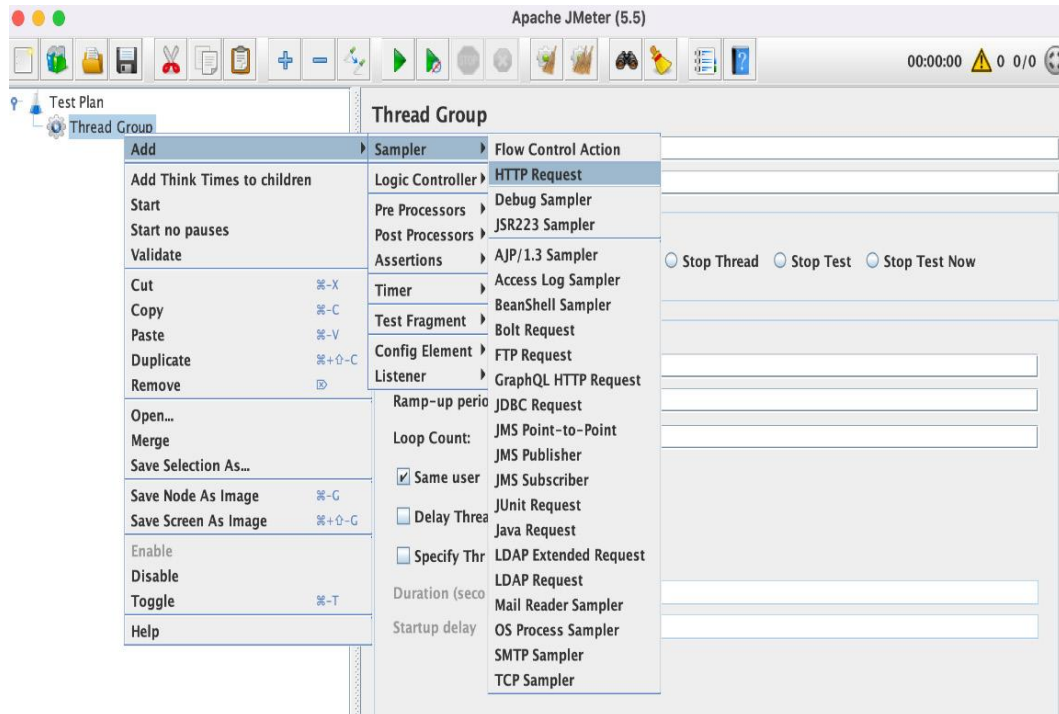 Apache JMeter (5.5)
00:00:00 0 0/0
Test Plan
Thread Group
Thread Group
Add
Add Think Times to children
Start
Start no pauses
Validate
Cut ⌘-X
Copy ⌘-C
Paste ⌘-V
Duplicate ⌘+⇧-C
Remove ⌦
Open...
Merge
Save Selection As...
Save Node As Image ⌘-G
Save Screen As Image ⌘+⇧-G
Enable
Disable
Toggle ⌘-T
Help
Sampler
Logic Controller
Pre Processors
Post Processors
Assertions
Timer
Test Fragment
Config Element
Listener
Flow Control Action
HTTP Request
Debug Sampler
JSR223 Sampler
AJP/1.3 Sampler
Access Log Sampler
BeanShell Sampler
Bolt Request
FTP Request
GraphQL HTTP Request
JDBC Request
JMS Point-to-Point
JMS Publisher
JMS Subscriber
JUnit Request
Java Request
LDAP Extended Request
LDAP Request
Mail Reader Sampler
OS Process Sampler
SMTP Sampler
TCP Sampler
Stop Thread Stop Test Stop Test Now
Ramp-up perio
Loop Count:
Same user
Delay Threa
Specify Thr
Duration (seco
Startup delay